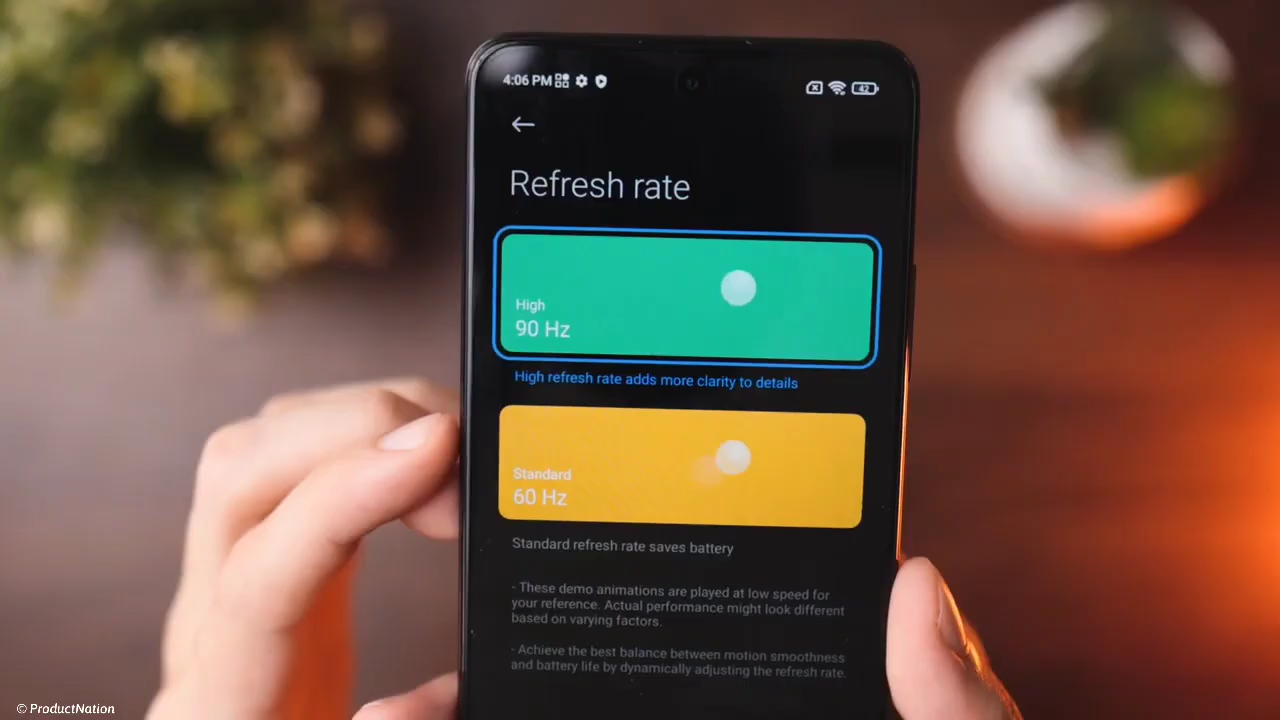 4:06 PM
42
Refresh rate
High
90 Hz
High refresh rate adds more clarity to details
Standard
60 Hz
Standard refresh rate saves battery
- These demo animations are played at low speed for
your reference. Actual performance might look different
based on varying factors.
- Achieve the best balance between motion smoothness
and battery life by dynamically adjusting the refresh rate.
© ProductNation